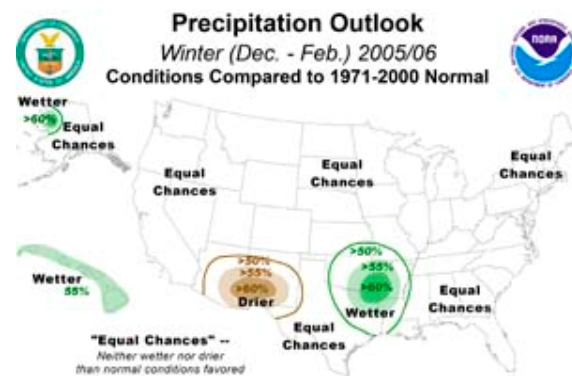 Precipitation Outlook
Winter (Dec. - Feb.) 2005/06
Conditions Compared to 1971-2000 Normal
NOAA
Wetter
>60%
Equal
Chances
Equal
Chances
Equal
Chances
Equal
Chances
>50%
>55%
>60%
Drier
>50%
>55%
>60%
Wetter
Wetter
55%
Equal
Chances
Equal
Chances
"Equal Chances" --
Neither wetter nor drier
than normal conditions favored